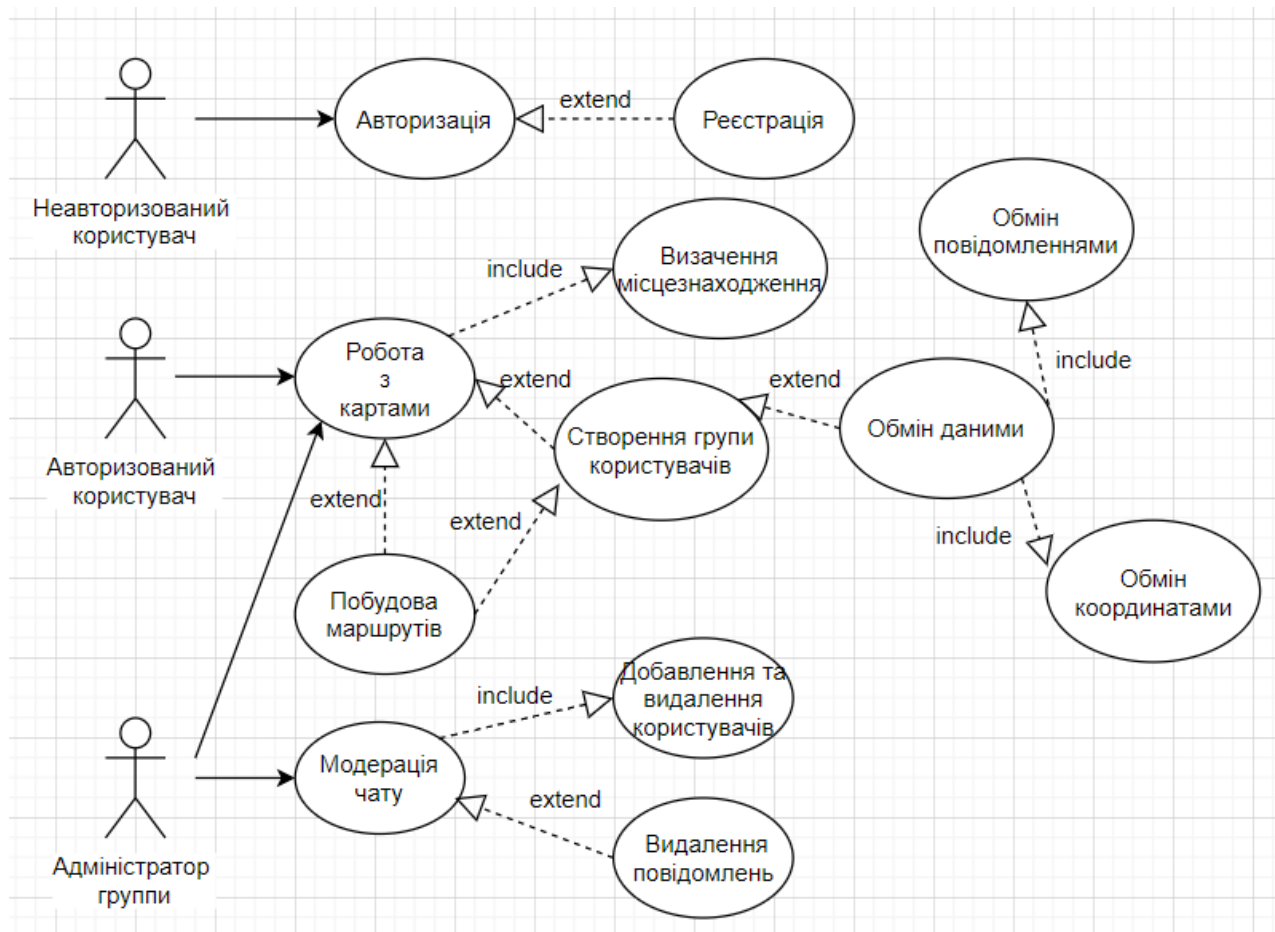 Авторизація
extend
Реєстрація
Неавторизований
користувач
Обмін
повідомленнями
Визачення
місцезнаходження
include
Робота
з
картами
extend
extend
include
Створення групи
користувачів
Обмін даними
Авторизований
користувач
extend
extend
include
Побудова
маршрутів
Обмін
координатами
Добавлення та
видалення
користувачів
include
Модерація
чату
extend
Видалення
повідомлень
Адміністратор
группи